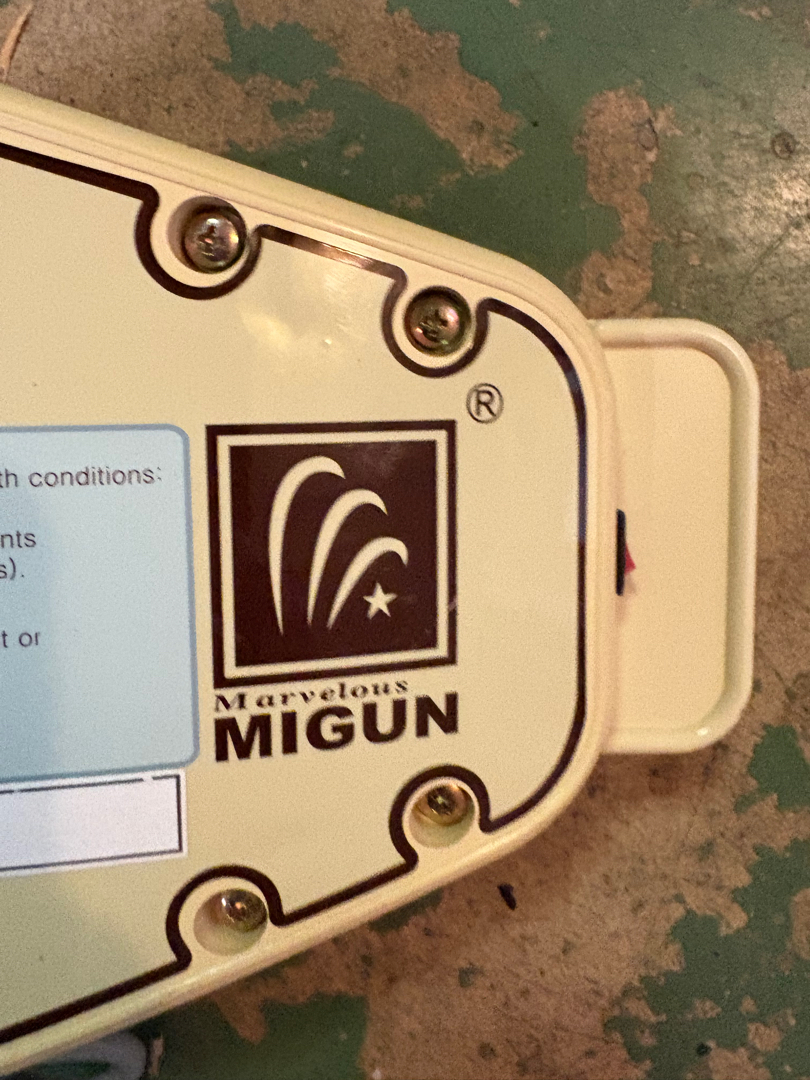 ®
th conditions:
nts
s).
t or
Marvelous
MIGUN